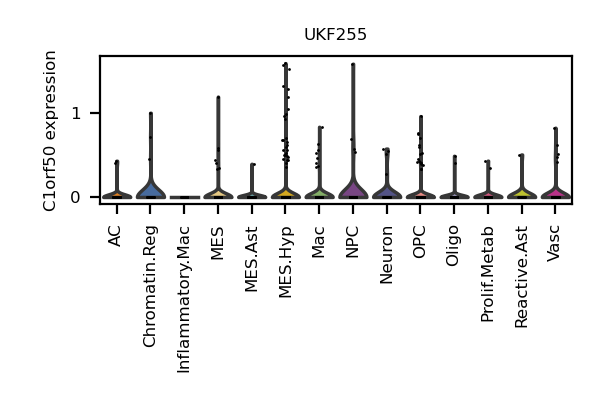 UKF255
C1orf50 expression
1
0
AC
Chromatin.Reg
Inflammatory.Mac
MES
MES.Ast
MES.Hyp
Mac
NPC
Neuron
OPC
Oligo
Prolif.Metab
Reactive.Ast
Vasc